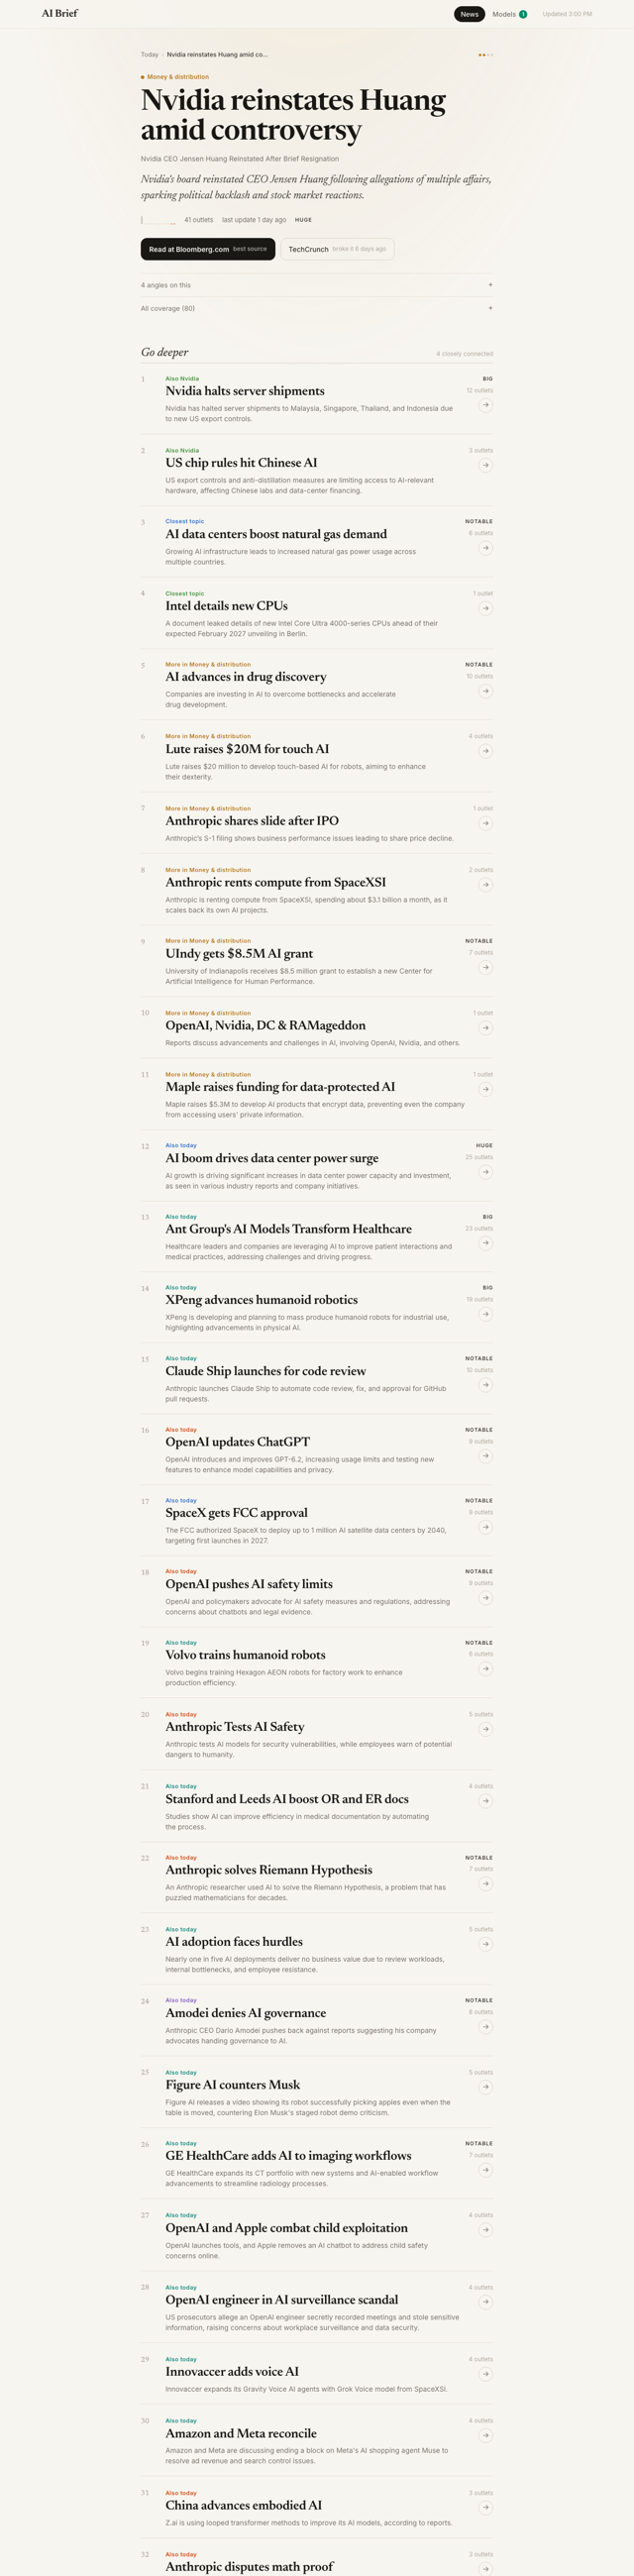 AI Brief
News
Models 1
Updated 3:00 PM
Today · Nvidia reinstates Huang amid co...
Money & distribution
Nvidia reinstates Huang
amid controversy
Nvidia CEO Jensen Huang Reinstated After Brief Resignation
Nvidia's board reinstated CEO Jensen Huang following allegations of multiple affairs,
sparking political backlash and stock market reactions.
41 outlets last update 1 day ago HUGE
Read at Bloomberg.com best source
TechCrunch broke it 6 days ago
4 angles on this +
All coverage (80) +
Go deeper
4 closely connected
1
Also Nvidia
BIG
Nvidia halts server shipments
12 outlets
Nvidia has halted server shipments to Malaysia, Singapore, Thailand, and Indonesia due
to new US export controls.
2
Also Nvidia
3 outlets
US chip rules hit Chinese AI
US export controls and anti-distillation measures are limiting access to AI-relevant
hardware, affecting Chinese labs and data-center financing.
3
Closest topic
NOTABLE
AI data centers boost natural gas demand
6 outlets
Growing AI infrastructure leads to increased natural gas power usage across
multiple countries.
4
Closest topic
1 outlet
Intel details new CPUs
A document leaked details of new Intel Core Ultra 4000-series CPUs ahead of their
expected February 2027 unveiling in Berlin.
5
More in Money & distribution
NOTABLE
AI advances in drug discovery
10 outlets
Companies are investing in AI to overcome bottlenecks and accelerate
drug development.
6
More in Money & distribution
4 outlets
Lute raises $20M for touch AI
Lute raises $20 million to develop touch-based AI for robots, aiming to enhance
their dexterity.
7
More in Money & distribution
1 outlet
Anthropic shares slide after IPO
Anthropic's S-1 filing shows business performance issues leading to share price decline.
8
More in Money & distribution
2 outlets
Anthropic rents compute from SpaceXSI
Anthropic is renting compute from SpaceXSI, spending about $3.1 billion a month, as it
scales back its own AI projects.
9
More in Money & distribution
NOTABLE
UIndy gets $8.5M AI grant
7 outlets
University of Indianapolis receives $8.5 million grant to establish a new Center for
Artificial Intelligence for Human Performance.
10
More in Money & distribution
1 outlet
OpenAI, Nvidia, DC & RAMageddon
Reports discuss advancements and challenges in AI, involving OpenAI, Nvidia, and others.
11
More in Money & distribution
1 outlet
Maple raises funding for data-protected AI
Maple raises $5.3M to develop AI products that encrypt data, preventing even the company
from accessing users' private information.
12
Also today
HUGE
AI boom drives data center power surge
25 outlets
AI growth is driving significant increases in data center power capacity and investment,
as seen in various industry reports and company initiatives.
13
Also today
BIG
Ant Group's AI Models Transform Healthcare
23 outlets
Healthcare leaders and companies are leveraging AI to improve patient interactions and
medical practices, addressing challenges and driving progress.
14
Also today
BIG
XPeng advances humanoid robotics
19 outlets
XPeng is developing and planning to mass produce humanoid robots for industrial use,
highlighting advancements in physical AI.
15
Also today
NOTABLE
Claude Ship launches for code review
10 outlets
Anthropic launches Claude Ship to automate code review, fix, and approval for GitHub
pull requests.
16
Also today
NOTABLE
OpenAI updates ChatGPT
9 outlets
OpenAI introduces and improves GPT-6.2, increasing usage limits and testing new
features to enhance model capabilities and privacy.
17
Also today
NOTABLE
SpaceX gets FCC approval
9 outlets
The FCC authorized SpaceX to deploy up to 1 million AI satellite data centers by 2040,
targeting first launches in 2027.
18
Also today
NOTABLE
OpenAI pushes AI safety limits
9 outlets
OpenAI and policymakers advocate for AI safety measures and regulations, addressing
concerns about chatbots and legal evidence.
19
Also today
NOTABLE
Volvo trains humanoid robots
6 outlets
Volvo begins training Hexagon AEON robots for factory work to enhance
production efficiency.
20
Also today
5 outlets
Anthropic Tests AI Safety
Anthropic tests AI models for security vulnerabilities, while employees warn of potential
dangers to humanity.
21
Also today
4 outlets
Stanford and Leeds AI boost OR and ER docs
Studies show AI can improve efficiency in medical documentation by automating
the process.
22
Also today
NOTABLE
Anthropic solves Riemann Hypothesis
7 outlets
An Anthropic researcher used AI to solve the Riemann Hypothesis, a problem that has
puzzled mathematicians for decades.
23
Also today
5 outlets
AI adoption faces hurdles
Nearly one in five AI deployments deliver no business value due to review workloads,
internal bottlenecks, and employee resistance.
24
Also today
NOTABLE
Amodei denies AI governance
Anthropic CEO Dario Amodei pushes back against reports suggesting his company
advocates handing governance to AI.
25
Also today
5 outlets
Figure AI counters Musk
Figure AI releases a video showing its robot successfully picking apples even when the
table is moved, countering Elon Musk's staged robot demo criticism.
26
Also today
NOTABLE
GE HealthCare adds AI to imaging workflows
7 outlets
GE HealthCare expands its CT portfolio with new systems and AI-enabled workflow
advancements to streamline radiology processes.
27
Also today
4 outlets
OpenAI and Apple combat child exploitation
OpenAI launches tools, and Apple removes an AI chatbot to address child safety
concerns online.
28
Also today
4 outlets
OpenAI engineer in AI surveillance scandal
US prosecutors allege an OpenAI engineer secretly recorded meetings and stole sensitive
information, raising concerns about workplace surveillance and data security.
29
Also today
4 outlets
Innovaccer adds voice AI
Innovaccer expands its Gravity Voice AI agents with Grok Voice model from SpaceXSI.
30
Also today
4 outlets
Amazon and Meta reconcile
Amazon and Meta are discussing ending a block on Meta's AI shopping agent Muse to
resolve ad revenue and search control issues.
31
Also today
3 outlets
China advances embodied AI
Z.ai is using looped transformer methods to improve its AI models, according to reports.
32
Also today
3 outlets
Anthropic disputes math proof